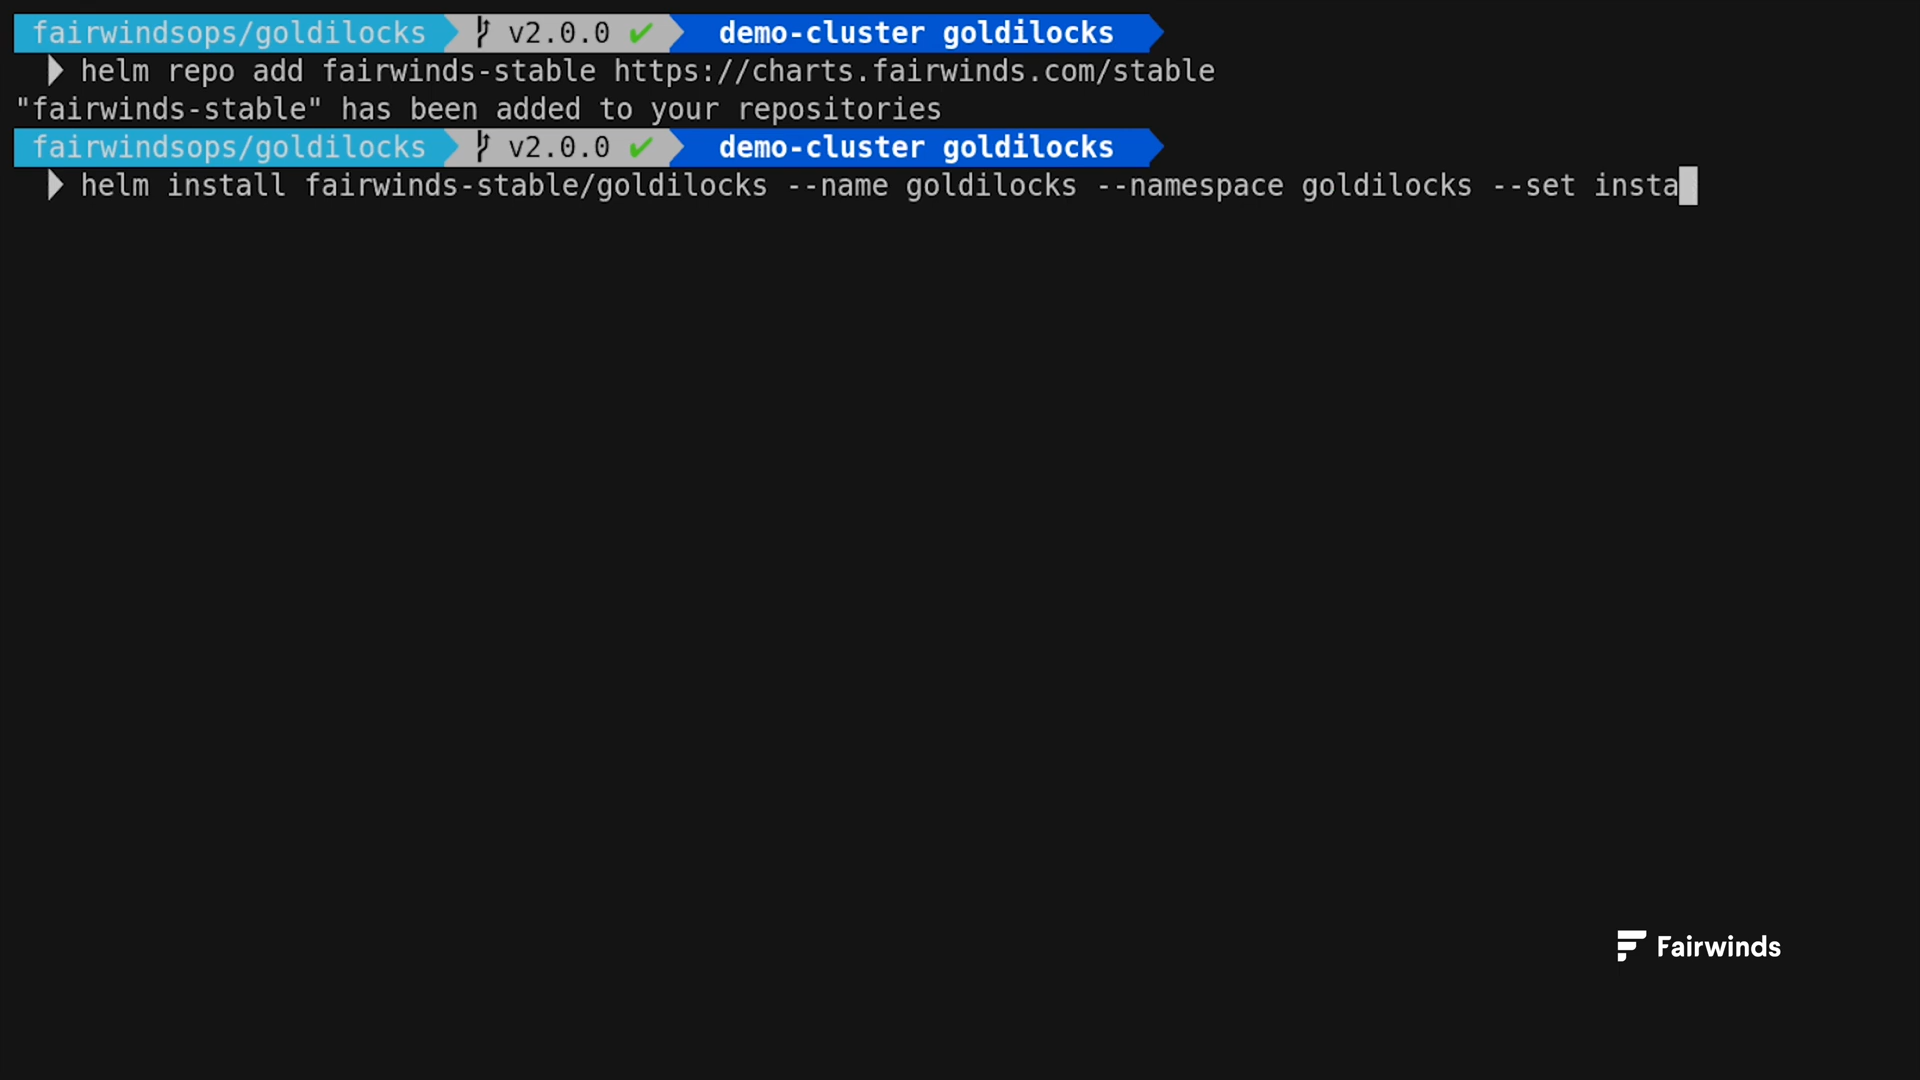 fairwindsops/goldilocks v2.0.0 ✔ demo-cluster goldilocks
helm repo add fairwinds-stable https://charts.fairwinds.com/stable
"fairwinds-stable" has been added to your repositories
fairwindsops/goldilocks v2.0.0 ✔ demo-cluster goldilocks
helm install fairwinds-stable/goldilocks --name goldilocks --namespace goldilocks --set insta
Fairwinds